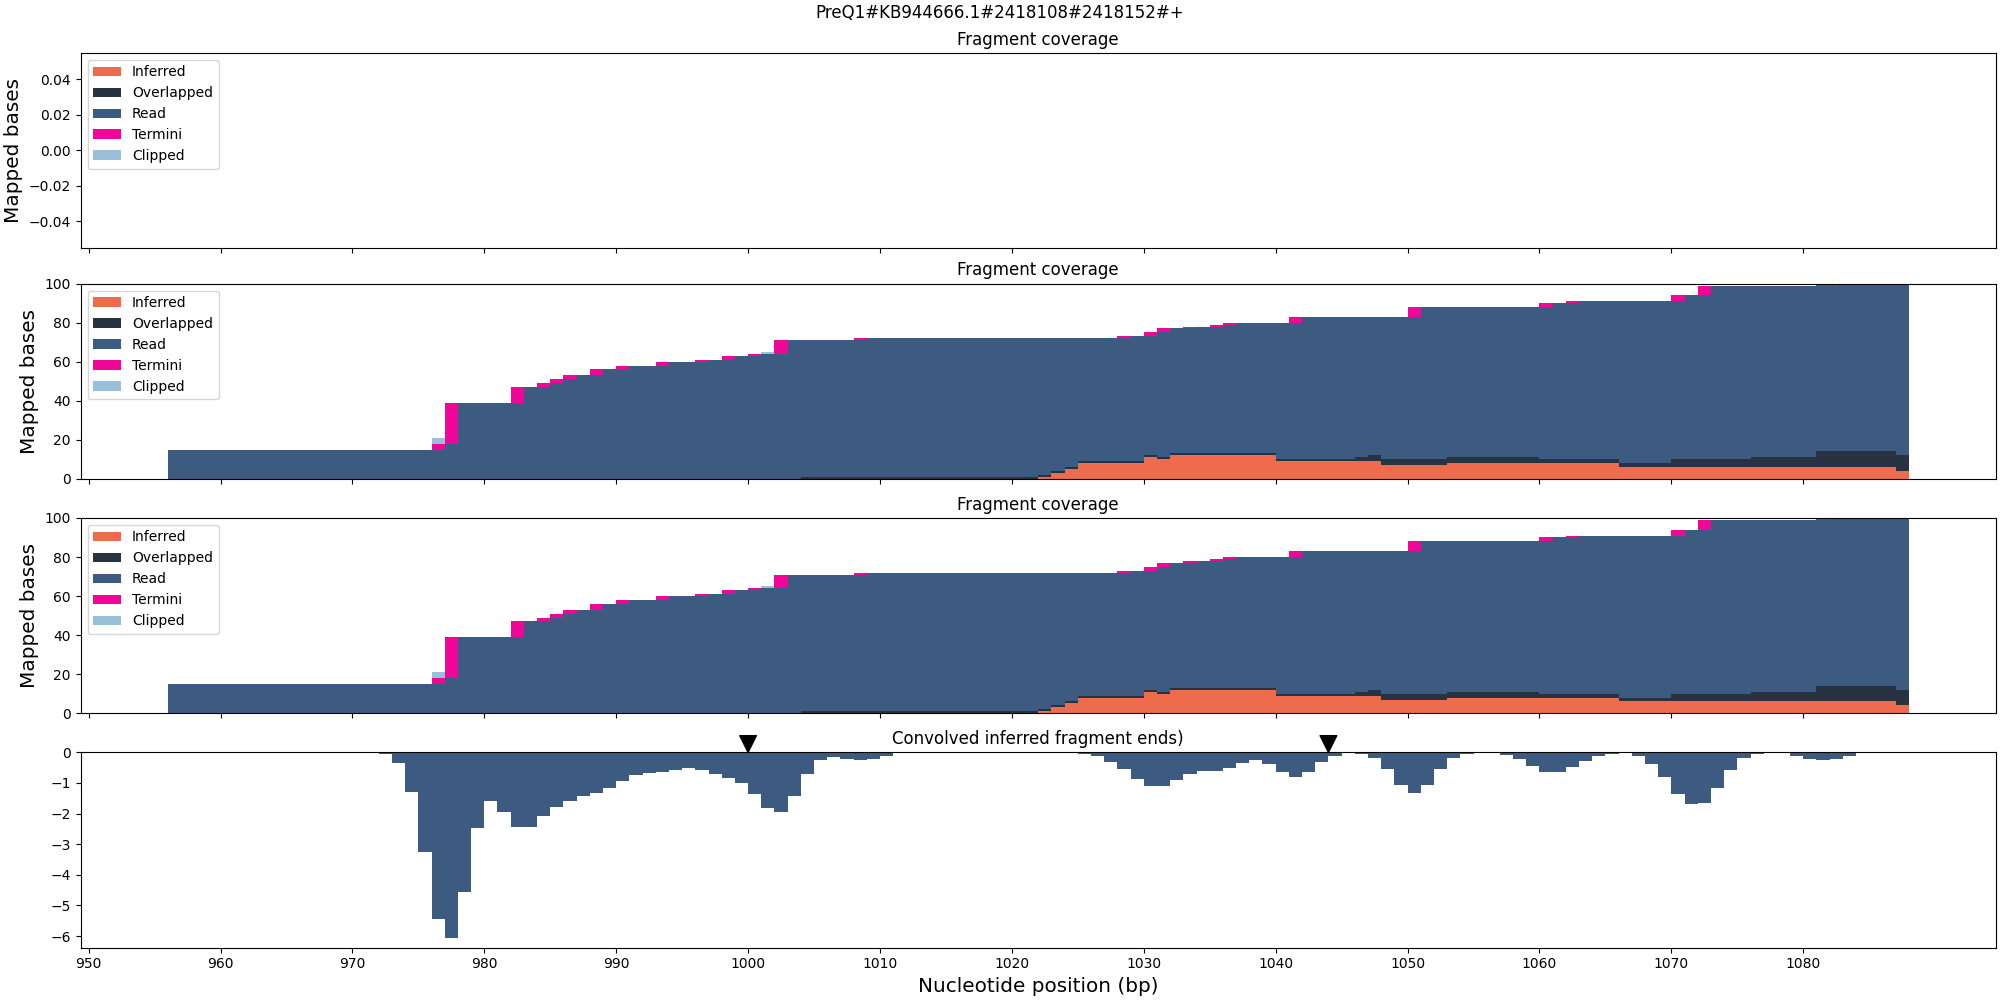 PreQ1#KB944666.1#2418108#2418152#+
Fragment coverage
Mapped bases
0.04
0.02
0.00
−0.02
−0.04
Inferred
Overlapped
Read
Termini
Clipped
Fragment coverage
Mapped bases
100
80
60
40
20
0
Inferred
Overlapped
Read
Termini
Clipped
Fragment coverage
Mapped bases
100
80
60
40
20
0
Inferred
Overlapped
Read
Termini
Clipped
Convolved inferred fragment ends)
0
−1
−2
−3
−4
−5
−6
950 960 970 980 990 1000 1010 1020 1030 1040 1050 1060 1070 1080
Nucleotide position (bp)